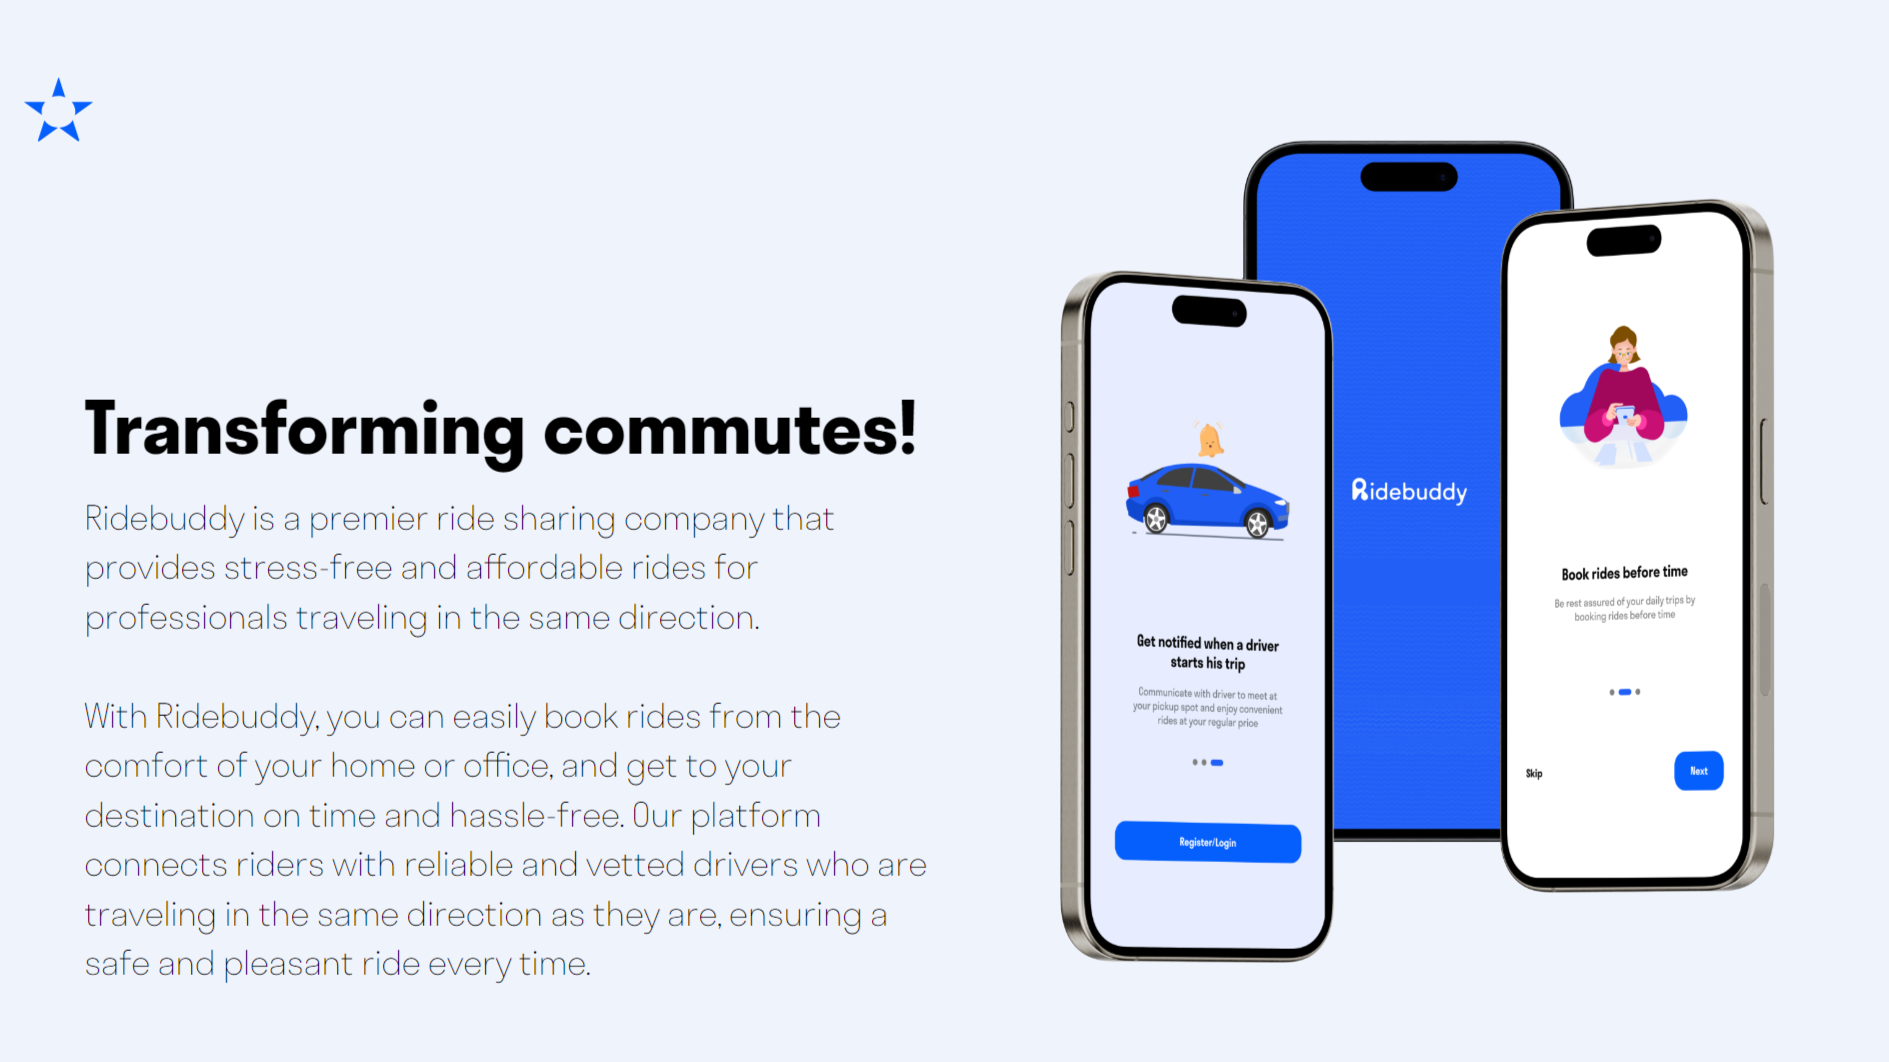 Transforming commutes!
Ridebuddy is a premier ride sharing company that
provides stress-free and affordable rides for
professionals traveling in the same direction.
With Ridebuddy, you can easily book rides from the
comfort of your home or office, and get to your
destination on time and hassle-free. Our platform
connects riders with reliable and vetted drivers who are
traveling in the same direction as they are, ensuring a
safe and pleasant ride every time.
Get notified when a driver
starts his trip
Communicate with driver to meet at
your pickup spot and enjoy convenient
rides at your regular price
Register/Login
Ridebuddy
Book rides before time
Be rest assured of your daily trips by
booking rides before time
Skip
Next